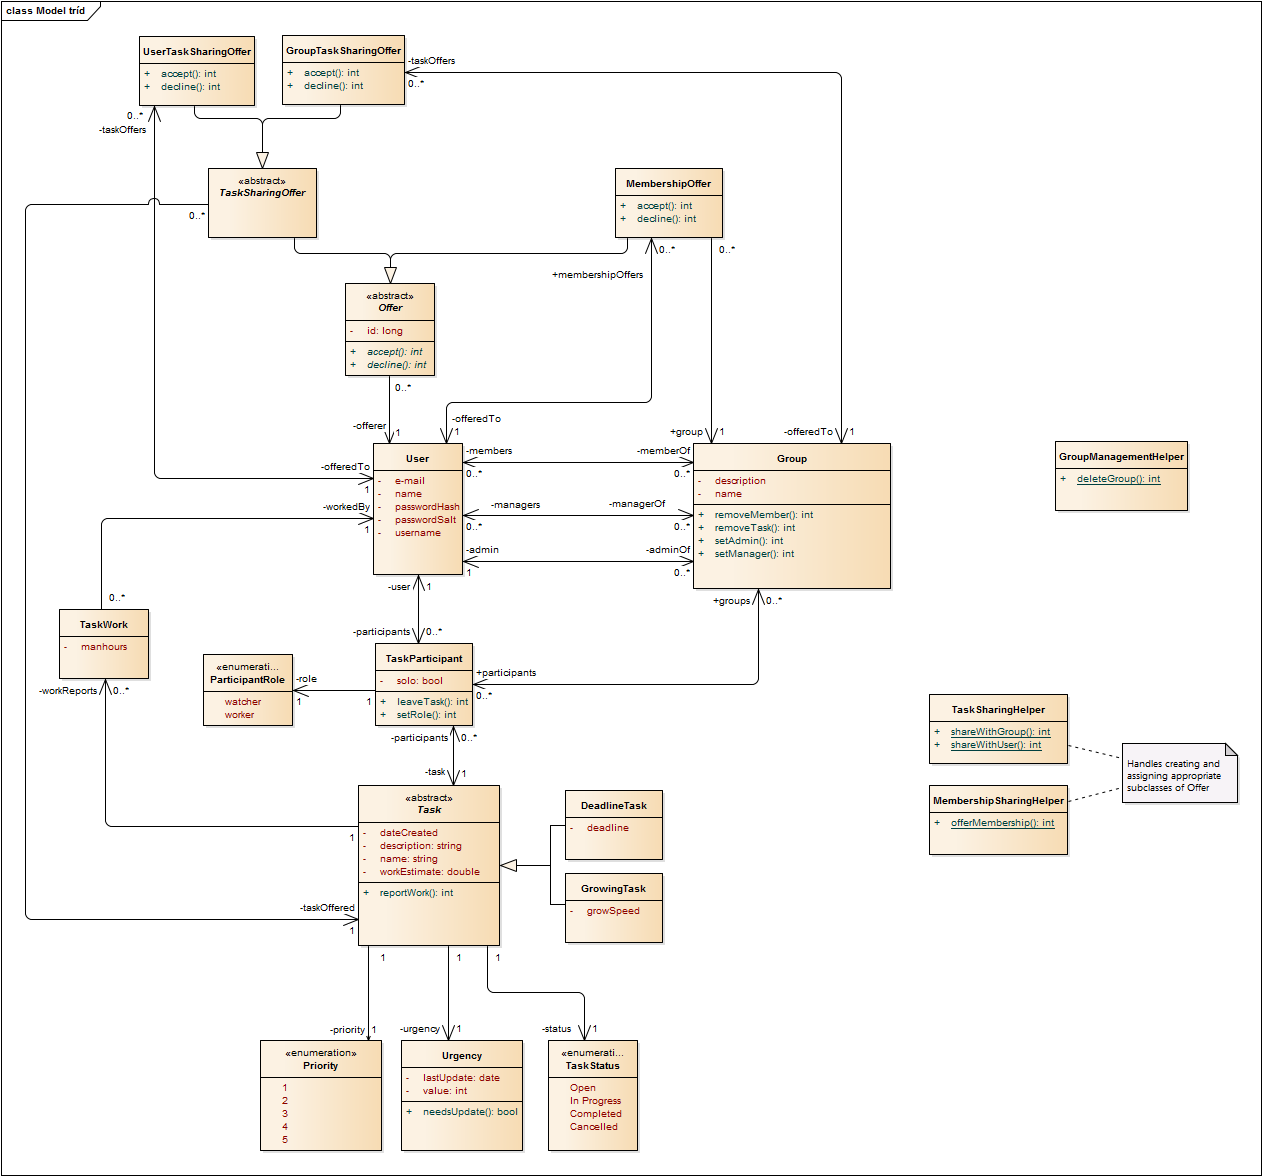 class Model tríd
UserTaskSharingOffer
+ accept(): int
+ decline(): int
GroupTaskSharingOffer
+ accept(): int
+ decline(): int
-taskOffers
0..*
0..*
-taskOffers
«abstract»
TaskSharingOffer
0..*
MembershipOffer
+ accept(): int
+ decline(): int
0..*
0..*
+membershipOffers
«abstract»
Offer
- id: long
+ accept(): int
+ decline(): int
0..*
-offerer
1
-offeredTo
1
+group
1
-offeredTo
1
-offeredTo
1
-workedBy
1
User
- e-mail
- name
- passwordHash
- passwordSalt
- username
-members
0..*
-memberOf
0..*
-managers
0..*
-managerOf
0..*
-admin
1
-adminOf
0..*
Group
- description
- name
+ removeMember(): int
+ removeTask(): int
+ setAdmin(): int
+ setManager(): int
GroupManagementHelper
+ deleteGroup(): int
-user
1
+groups
0..*
0..*
TaskWork
- manhours
-workReports
0..*
-participants
0..*
TaskParticipant
- solo: bool
+ leaveTask(): int
+ setRole(): int
+participants
0..*
«enumerati...
ParticipantRole
watcher
worker
-role
1
1
-participants
0..*
-task
1
TaskSharingHelper
+ shareWithGroup(): int
+ shareWithUser(): int
Handles creating and
assigning appropriate
subclasses of Offer
MembershipSharingHelper
+ offerMembership(): int
«abstract»
Task
- dateCreated
- description: string
- name: string
- workEstimate: double
+ reportWork(): int
1
-taskOffered
1
DeadlineTask
- deadline
GrowingTask
- growSpeed
1
1
1
-priority
1
-urgency
1
-status
1
«enumeration»
Priority
1
2
3
4
5
Urgency
- lastUpdate: date
- value: int
+ needsUpdate(): bool
«enumerati...
TaskStatus
Open
In Progress
Completed
Cancelled